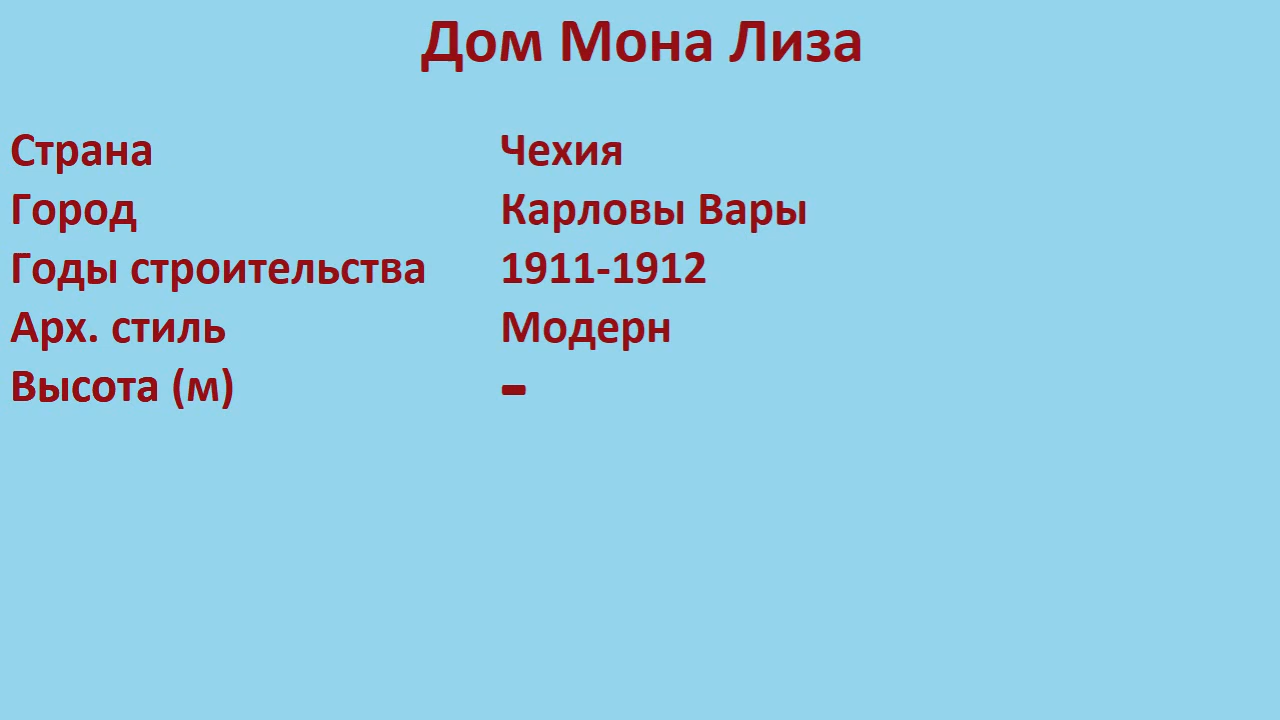 Дом Мона Лиза
Страна Чехия
Город Карловы Вары
Годы строительства 1911-1912
Арх. стиль Модерн
Высота (м) -